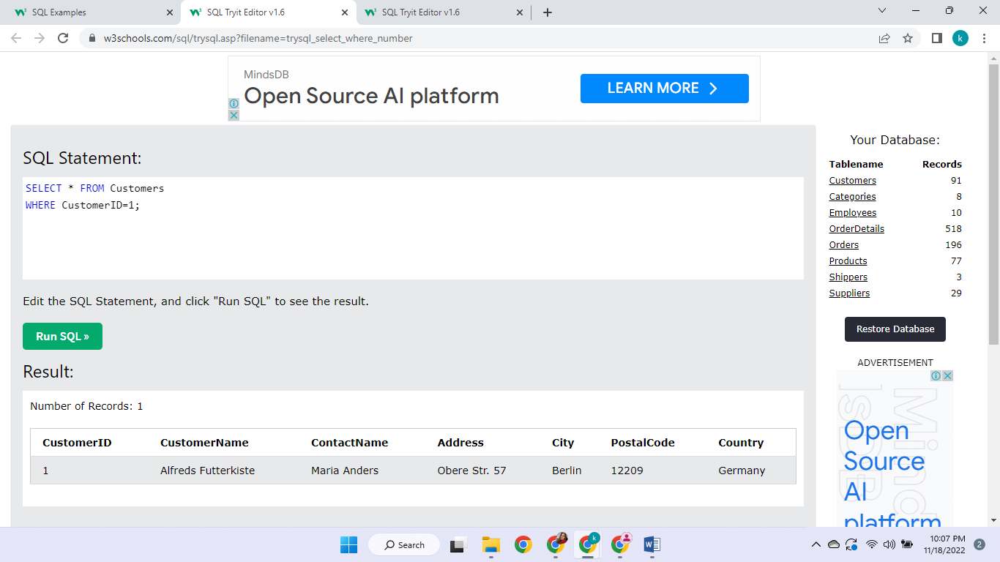 SQL Examples
SQL Tryit Editor v1.6
SQL Tryit Editor v1.6
w3schools.com/sql/trysql.asp?filename=trysql_select_where_number
k
MindsDB
Open Source AI platform
LEARN MORE
SQL Statement:
SELECT * FROM Customers
WHERE CustomerID=1;
Edit the SQL Statement, and click "Run SQL" to see the result.
Run SQL »
Result:
Number of Records: 1
CustomerID CustomerName ContactName Address City PostalCode Country
1 Alfreds Futterkiste Maria Anders Obere Str. 57 Berlin 12209 Germany
Your Database:
Tablename Records
Customers 91
Categories 8
Employees 10
OrderDetails 518
Orders 196
Products 77
Shippers 3
Suppliers 29
Restore Database
ADVERTISEMENT
MindsDB
Open
Source
AI
platform
Search
k
10:07 PM
11/18/2022
2